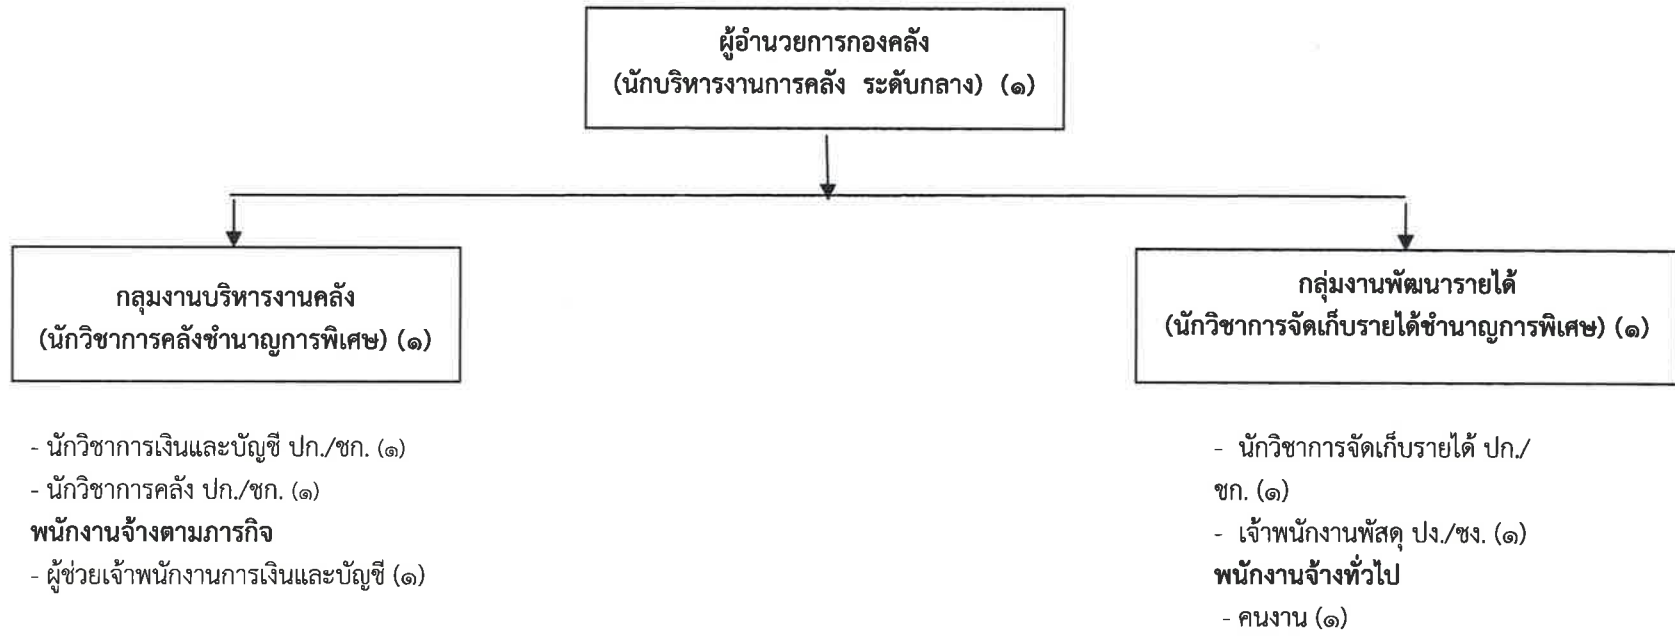 ผู้อำนวยการกองคลัง
(นักบริหารงานการคลัง ระดับกลาง) (๑)
กลุมงานบริหารงานคลัง
(นักวิชาการคลังชำนาญการพิเศษ) (๑)
กลุ่มงานพัฒนารายได้
(นักวิชาการจัดเก็บรายได้ชำนาญการพิเศษ) (๑)
- นักวิชาการเงินและบัญชี ปก./ชก. (๑)
- นักวิชาการคลัง ปก./ชก. (๑)
พนักงานจ้างตามภารกิจ
- ผู้ช่วยเจ้าพนักงานการเงินและบัญชี (๑)
- นักวิชาการจัดเก็บรายได้ ปก./
ชก. (๑)
- เจ้าพนักงานพัสดุ ปง./ชง. (๑)
พนักงานจ้างทั่วไป
- คนงาน (๑)